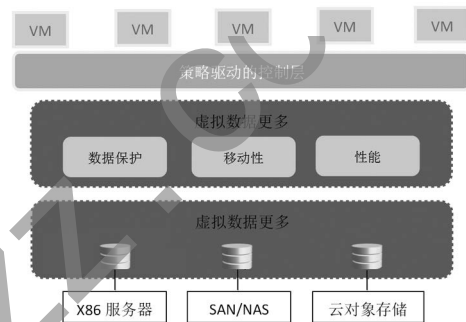 VM VM VM VM VM
策略驱动的控制层
虚拟数据更多
数据保护 移动性 性能
虚拟数据更多
X86 服务器 SAN/NAS 云对象存储